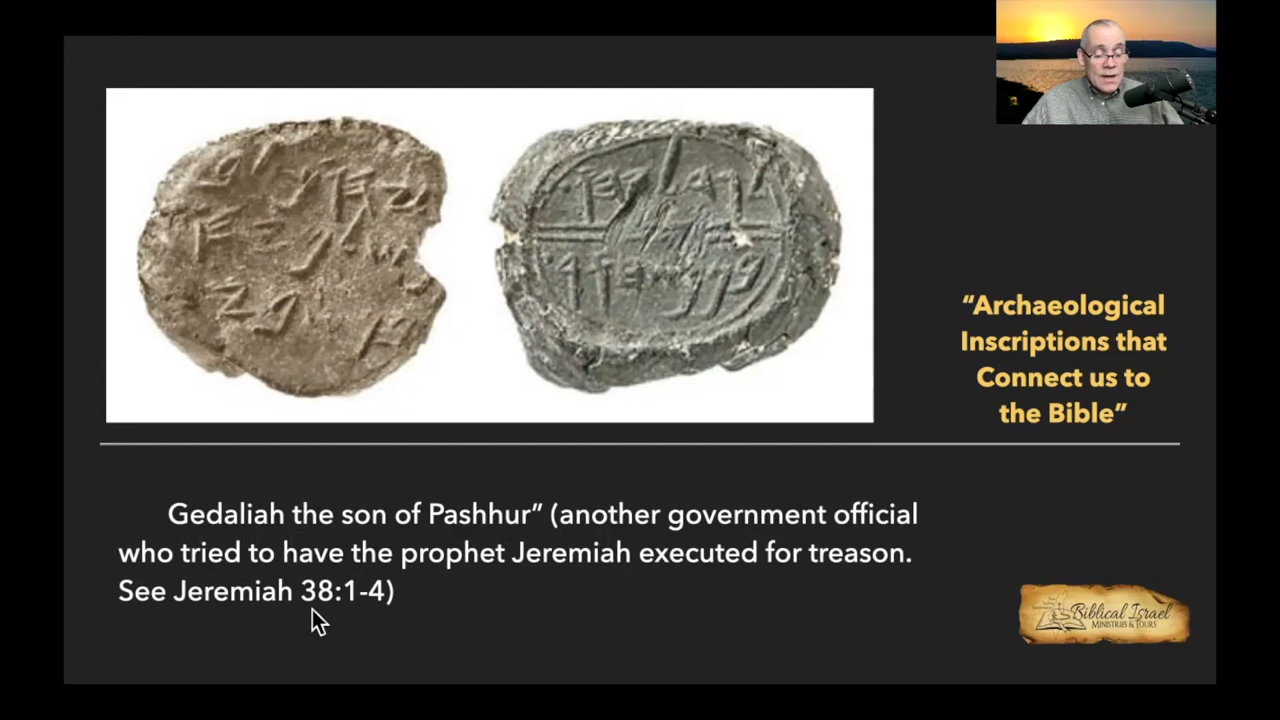 "Archaeological
Inscriptions that
Connect us to
the Bible"
Gedaliah the son of Pashhur" (another government official
who tried to have the prophet Jeremiah executed for treason.
See Jeremiah 38:1-4)
Biblical Israel
MINISTRIES & TOURS